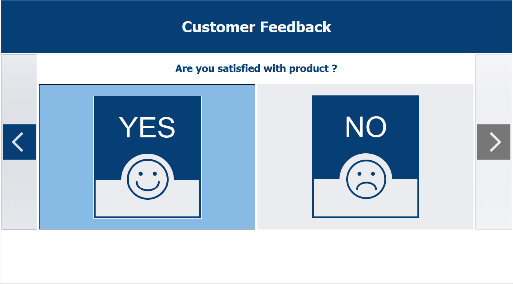 Customer Feedback
Are you satisfied with product ?
YES
NO